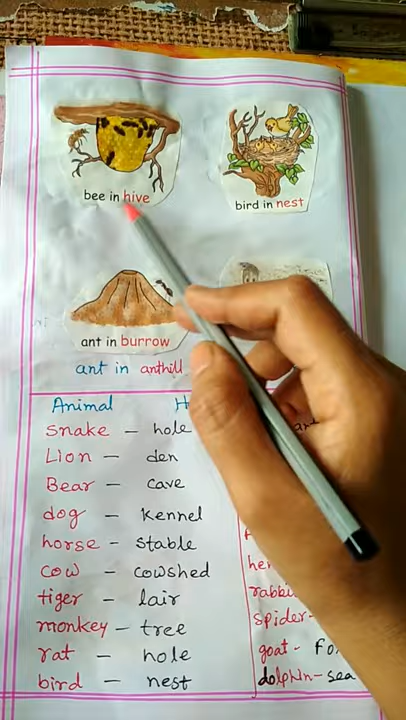 bee in hive
bird in nest
ant in burrow
ant in anthill
Animal H
snake - hole
Lion - den
Bear - cave
dog - Kennel
horse - stable
cow - cowshed
tiger - lair
monkey - tree
rat - hole
bird - nest
spider-
goat-
dolphin-sea